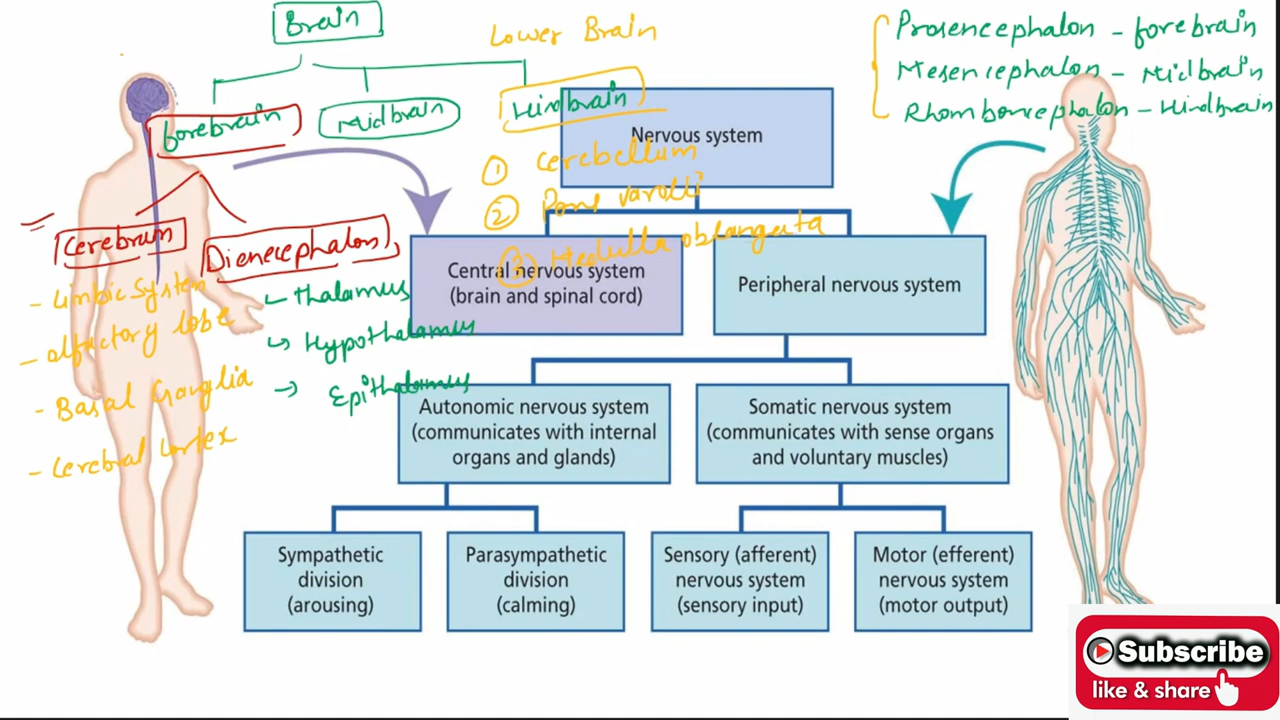 Brain
Lower Brain
Prosencephalon - forebrain
Mesencephalon - Midbrain
Rhombencephalon - Hindbrain
forebrain
Midbrain
Hindbrain
Nervous system
① Cerebellum
② Pons varolli
③ Medulla oblangata
Cerebrum
Diencephalon
- Limbic System
- olfactory lobe
- Basal Ganglia
- Cerebral Cortex
Thalamus
Hypothalamus
→ Epithalamus
Central nervous system
(brain and spinal cord)
Peripheral nervous system
Autonomic nervous system
(communicates with internal
organs and glands)
Somatic nervous system
(communicates with sense organs
and voluntary muscles)
Sympathetic
division
(arousing)
Parasympathetic
division
(calming)
Sensory (afferent)
nervous system
(sensory input)
Motor (efferent)
nervous system
(motor output)
Subscribe
like & share